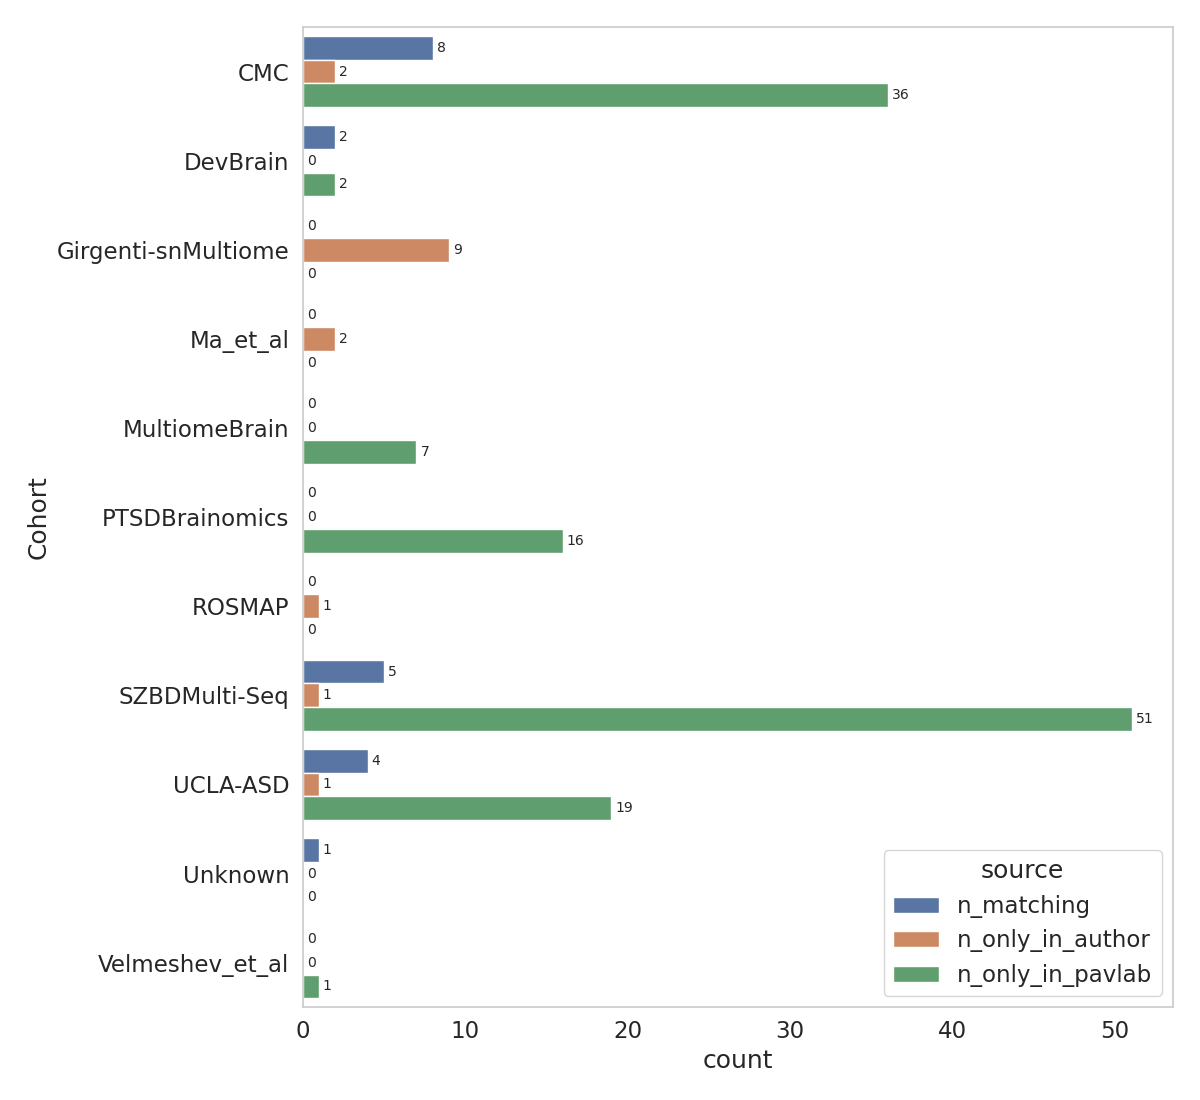 Cohort
CMC
8
2
36
DevBrain
2
0
2
Girgenti-snMultiome
0
9
0
Ma_et_al
0
2
0
MultiomeBrain
0
0
7
PTSDBrainomics
0
0
16
ROSMAP
0
1
0
SZBDMulti-Seq
5
1
51
UCLA-ASD
4
1
19
Unknown
1
0
0
Velmeshev_et_al
0
0
1
source
n_matching
n_only_in_author
n_only_in_pavlab
0 10 20 30 40 50
count